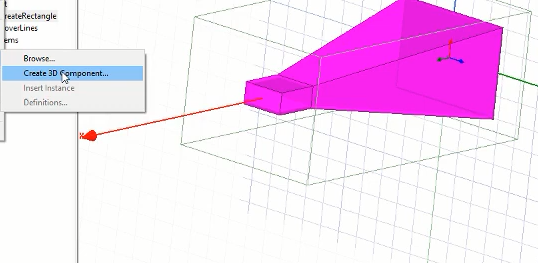 reateRectangle
overLines
ems
Browse...
Create 3D Component...
Insert Instance
Definitions...